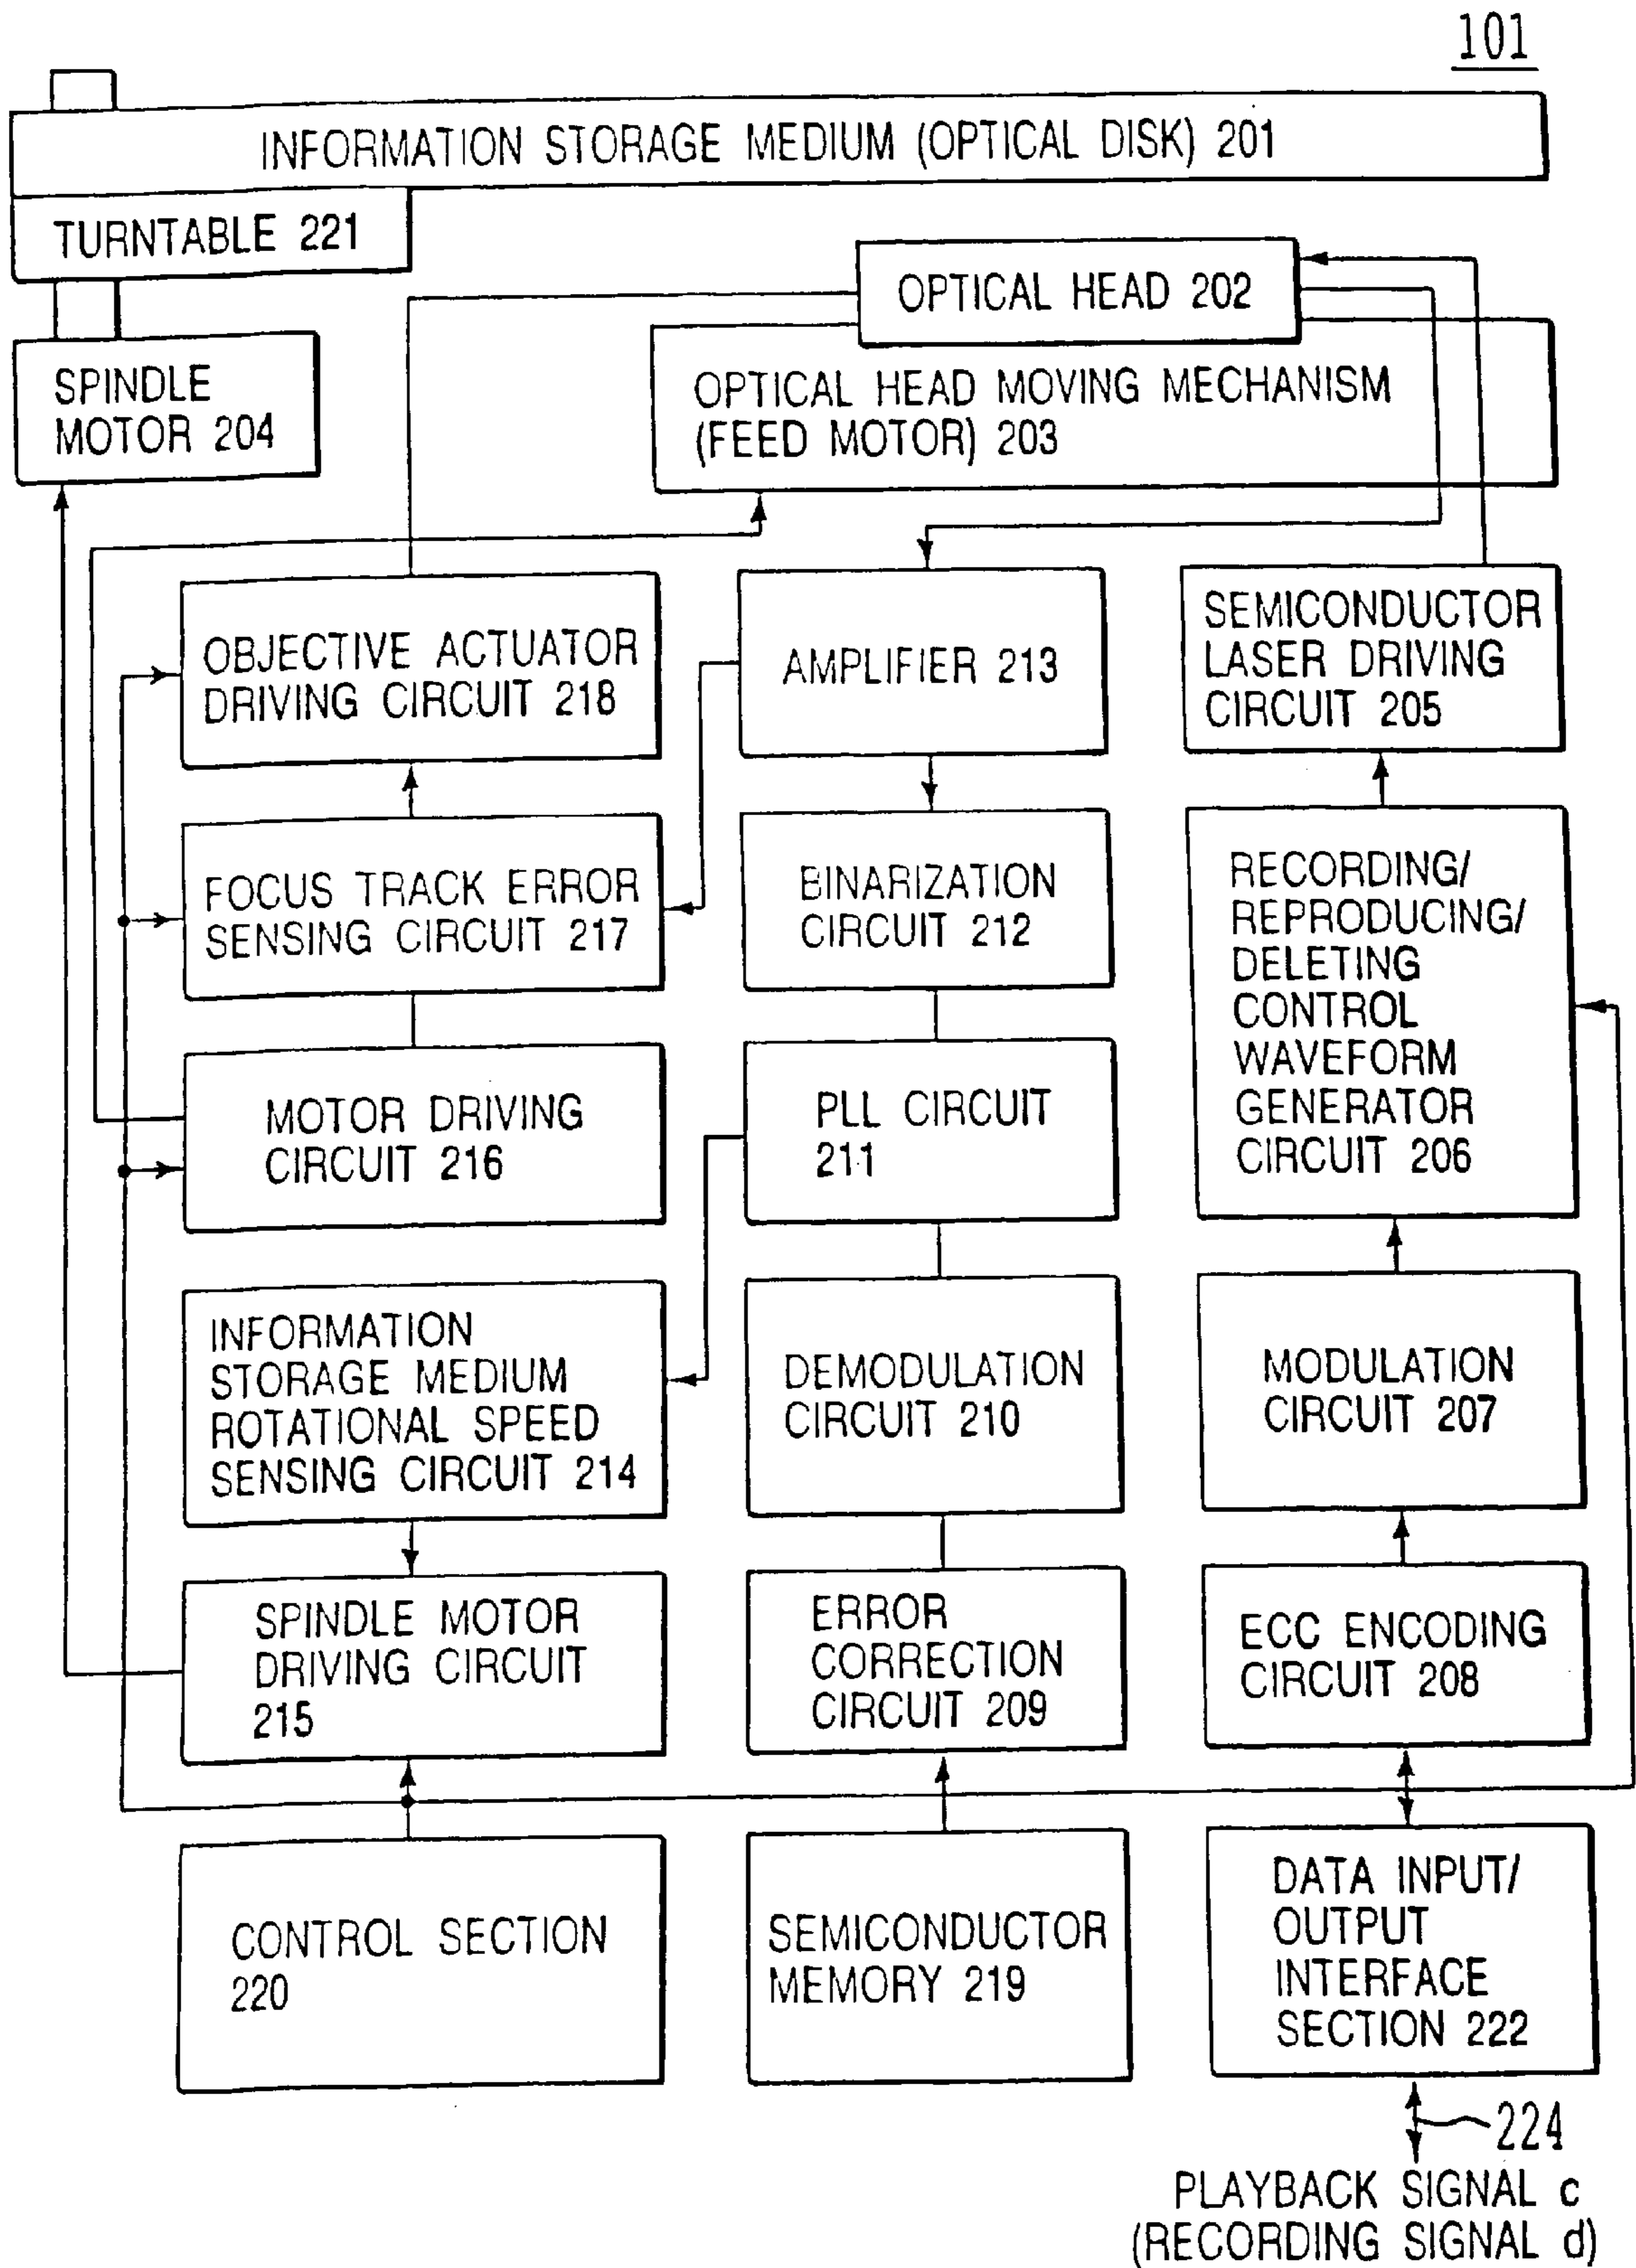 101
INFORMATION STORAGE MEDIUM (OPTICAL DISK) 201
TURNTABLE 221
OPTICAL HEAD 202
SPINDLE
MOTOR 204
OPTICAL HEAD MOVING MECHANISM
(FEED MOTOR) 203
OBJECTIVE ACTUATOR
DRIVING CIRCUIT 218
AMPLIFIER 213
SEMICONDUCTOR
LASER DRIVING
CIRCUIT 205
FOCUS TRACK ERROR
SENSING CIRCUIT 217
BINARIZATION
CIRCUIT 212
RECORDING/
REPRODUCING/
DELETING
CONTROL
WAVEFORM
GENERATOR
CIRCUIT 206
MOTOR DRIVING
CIRCUIT 216
PLL CIRCUIT
211
INFORMATION
STORAGE MEDIUM
ROTATIONAL SPEED
SENSING CIRCUIT 214
DEMODULATION
CIRCUIT 210
MODULATION
CIRCUIT 207
SPINDLE MOTOR
DRIVING CIRCUIT
215
ERROR
CORRECTION
CIRCUIT 209
ECC ENCODING
CIRCUIT 208
CONTROL SECTION
220
SEMICONDUCTOR
MEMORY 219
DATA INPUT/
OUTPUT
INTERFACE
SECTION 222
224
PLAYBACK SIGNAL c
(RECORDING SIGNAL d)